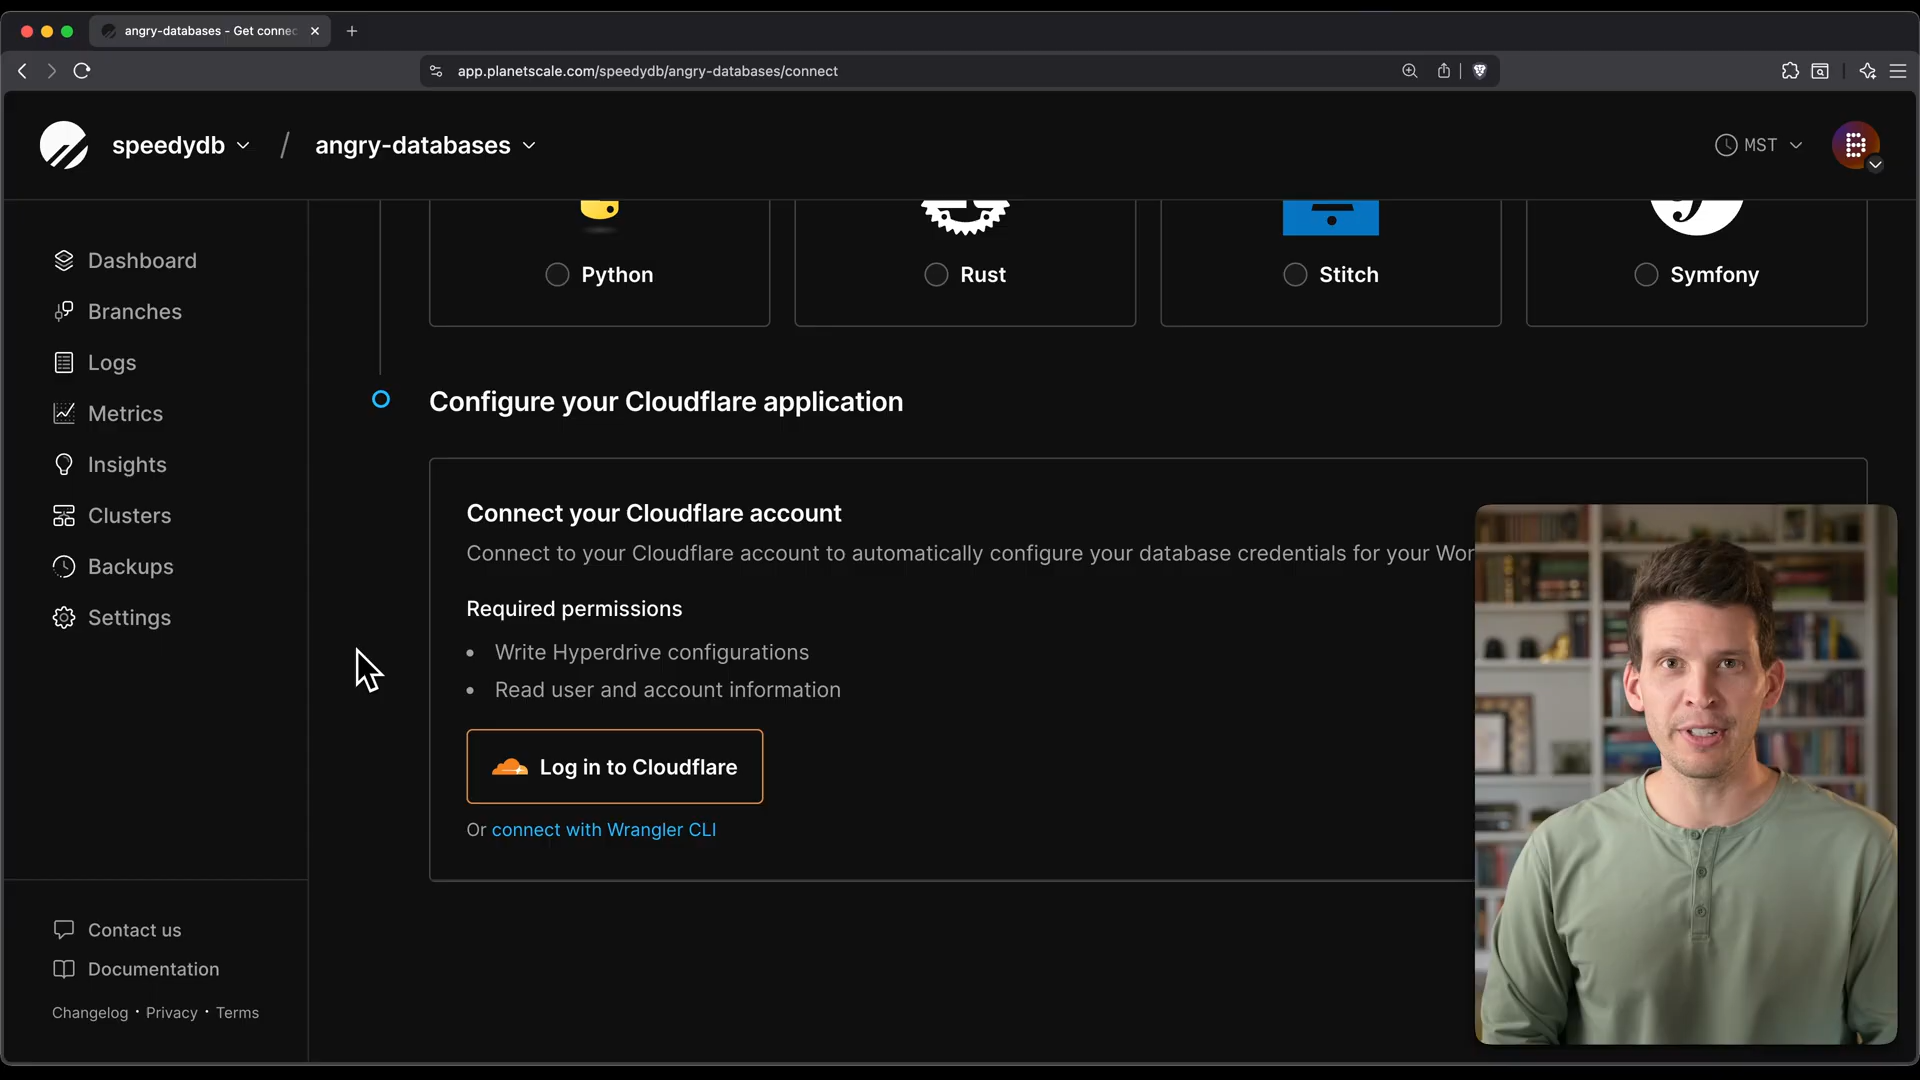 angry-databases - Get connec
app.planetscale.com/speedydb/angry-databases/connect
speedydb / angry-databases
MST
Dashboard
Branches
Logs
Metrics
Insights
Clusters
Backups
Settings
Contact us
Documentation
Changelog · Privacy · Terms
Python
Rust
Stitch
Symfony
Configure your Cloudflare application
Connect your Cloudflare account
Connect to your Cloudflare account to automatically configure your database credentials for your Wor
Required permissions
• Write Hyperdrive configurations
• Read user and account information
Log in to Cloudflare
Or connect with Wrangler CLI